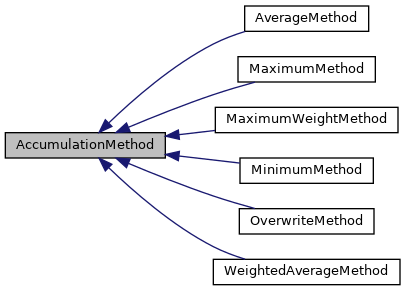 AverageMethod
MaximumMethod
MaximumWeightMethod
AccumulationMethod
MinimumMethod
OverwriteMethod
WeightedAverageMethod